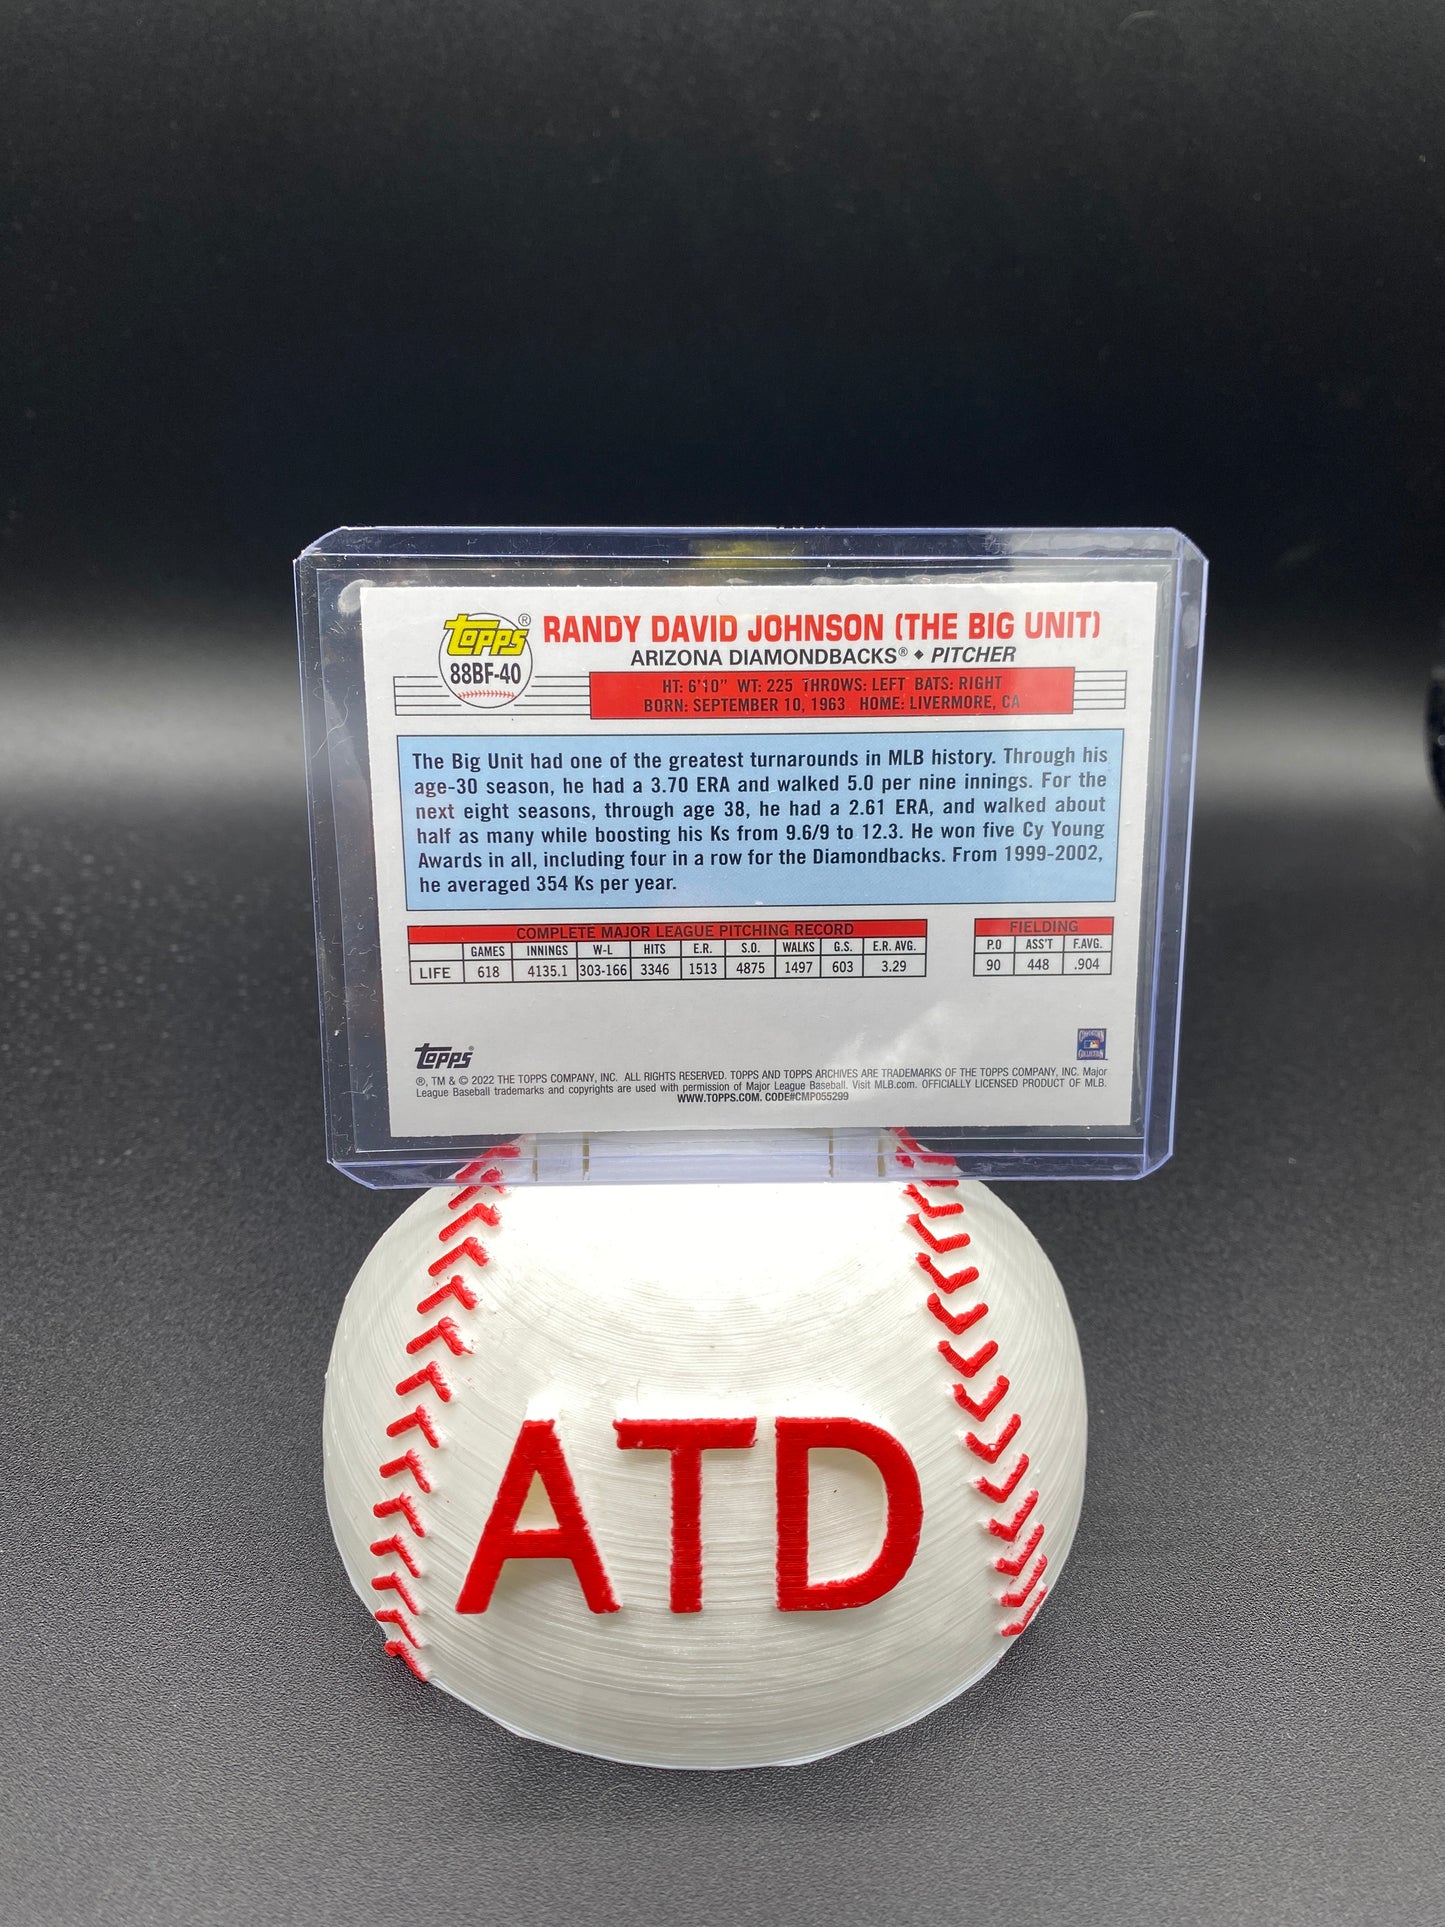 Topps®
88BF-40
RANDY DAVID JOHNSON (THE BIG UNIT)
ARIZONA DIAMONDBACKS® ◆ PITCHER
HT: 6'10" WT: 225 THROWS: LEFT BATS: RIGHT
BORN: SEPTEMBER 10, 1963 HOME: LIVERMORE, CA
The Big Unit had one of the greatest turnarounds in MLB history. Through his
age-30 season, he had a 3.70 ERA and walked 5.0 per nine innings. For the
next eight seasons, through age 38, he had a 2.61 ERA, and walked about
half as many while boosting his Ks from 9.6/9 to 12.3. He won five Cy Young
Awards in all, including four in a row for the Diamondbacks. From 1999-2002,
he averaged 354 Ks per year.
COMPLETE MAJOR LEAGUE PITCHING RECORD
GAMES INNINGS W-L HITS E.R. S.O. WALKS G.S. E.R. AVG.
LIFE 618 4135.1 303-166 3346 1513 4875 1497 603 3.29
FIELDING
P.O ASS'T F.AVG.
90 448 .904
Topps®
®, TM & © 2022 THE TOPPS COMPANY, INC. ALL RIGHTS RESERVED. TOPPS AND TOPPS ARCHIVES ARE TRADEMARKS OF THE TOPPS COMPANY, INC. Major
League Baseball trademarks and copyrights are used with permission of Major League Baseball. Visit MLB.com. OFFICIALLY LICENSED PRODUCT OF MLB.
WWW.TOPPS.COM. CODE#CMP055299
COOPERSTOWN
COLLECTION
ATD